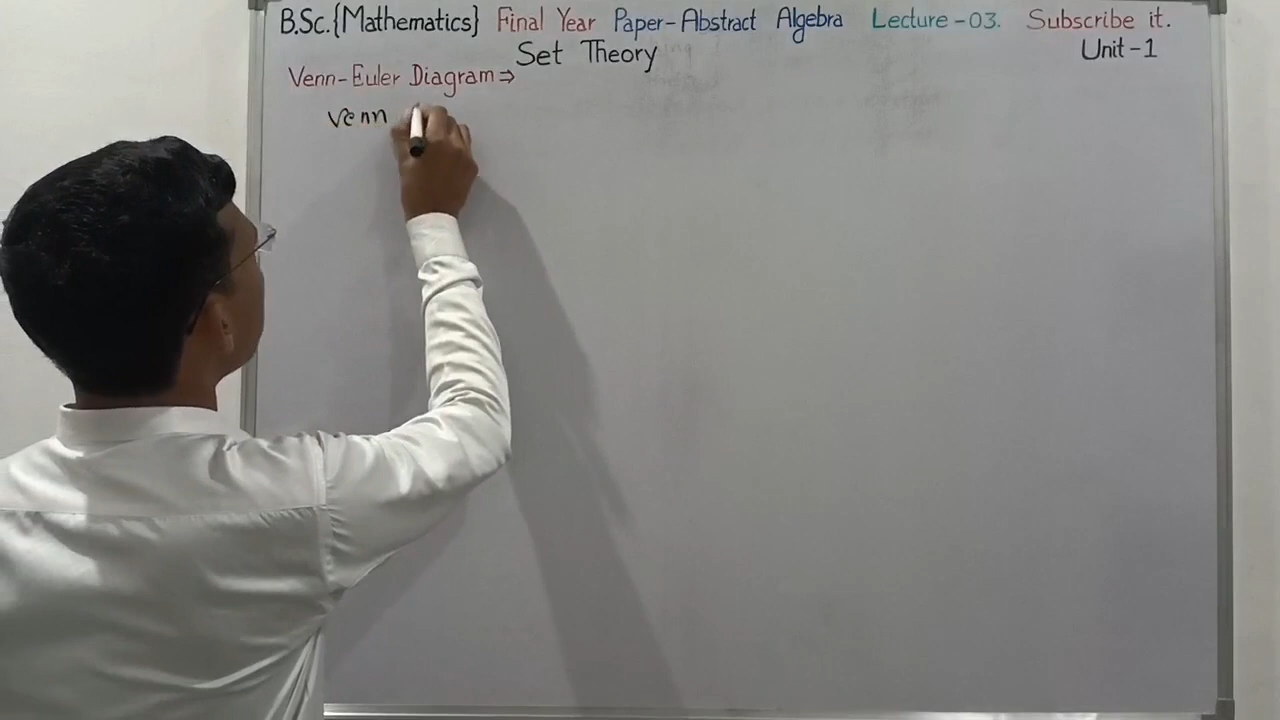 B.Sc.{Mathematics} Final Year Paper-Abstract Algebra Lecture-03. Subscribe it.
Set Theory Unit-1
Venn-Euler Diagram⇒
Venn